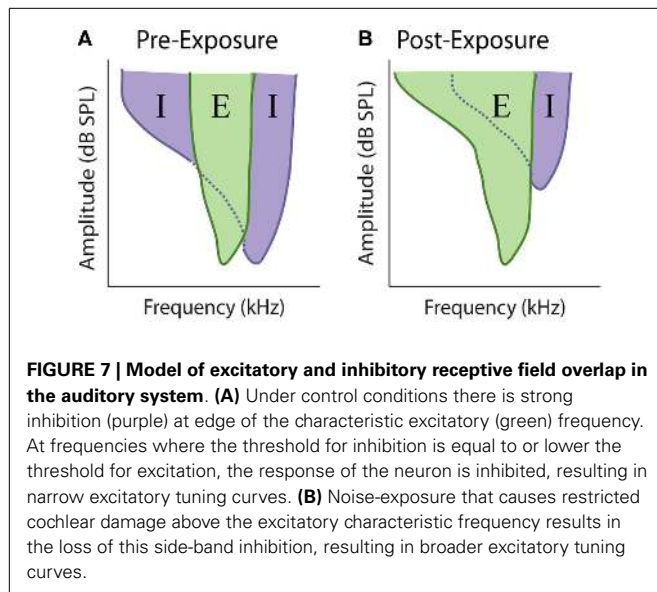 A Pre-Exposure
B Post-Exposure
Amplitude (dB SPL)
I E I
Frequency (kHz)
Amplitude (dB SPL)
E I
Frequency (kHz)
FIGURE 7 | Model of excitatory and inhibitory receptive field overlap in
the auditory system. (A) Under control conditions there is strong
inhibition (purple) at edge of the characteristic excitatory (green) frequency.
At frequencies where the threshold for inhibition is equal to or lower the
threshold for excitation, the response of the neuron is inhibited, resulting in
narrow excitatory tuning curves. (B) Noise-exposure that causes restricted
cochlear damage above the excitatory characteristic frequency results in
the loss of this side-band inhibition, resulting in broader excitatory tuning
curves.